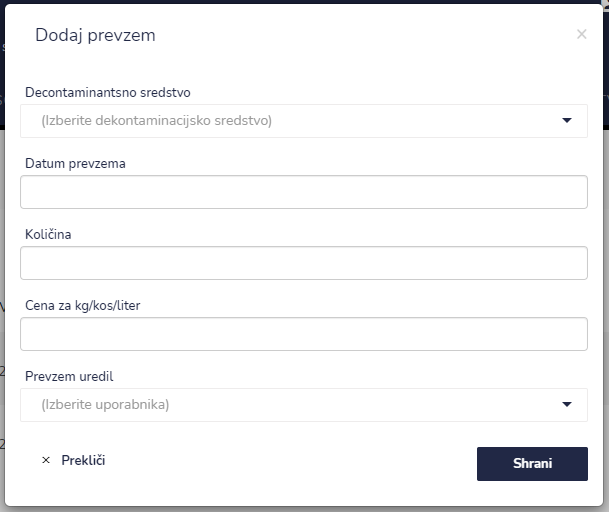 Dodaj prevzem
×
Decontaminantsno sredstvo
(Izberite dekontaminacijsko sredstvo)
Datum prevzema
Količina
Cena za kg/kos/liter
Prevzem uredil
(Izberite uporabnika)
× Prekliči
Shrani